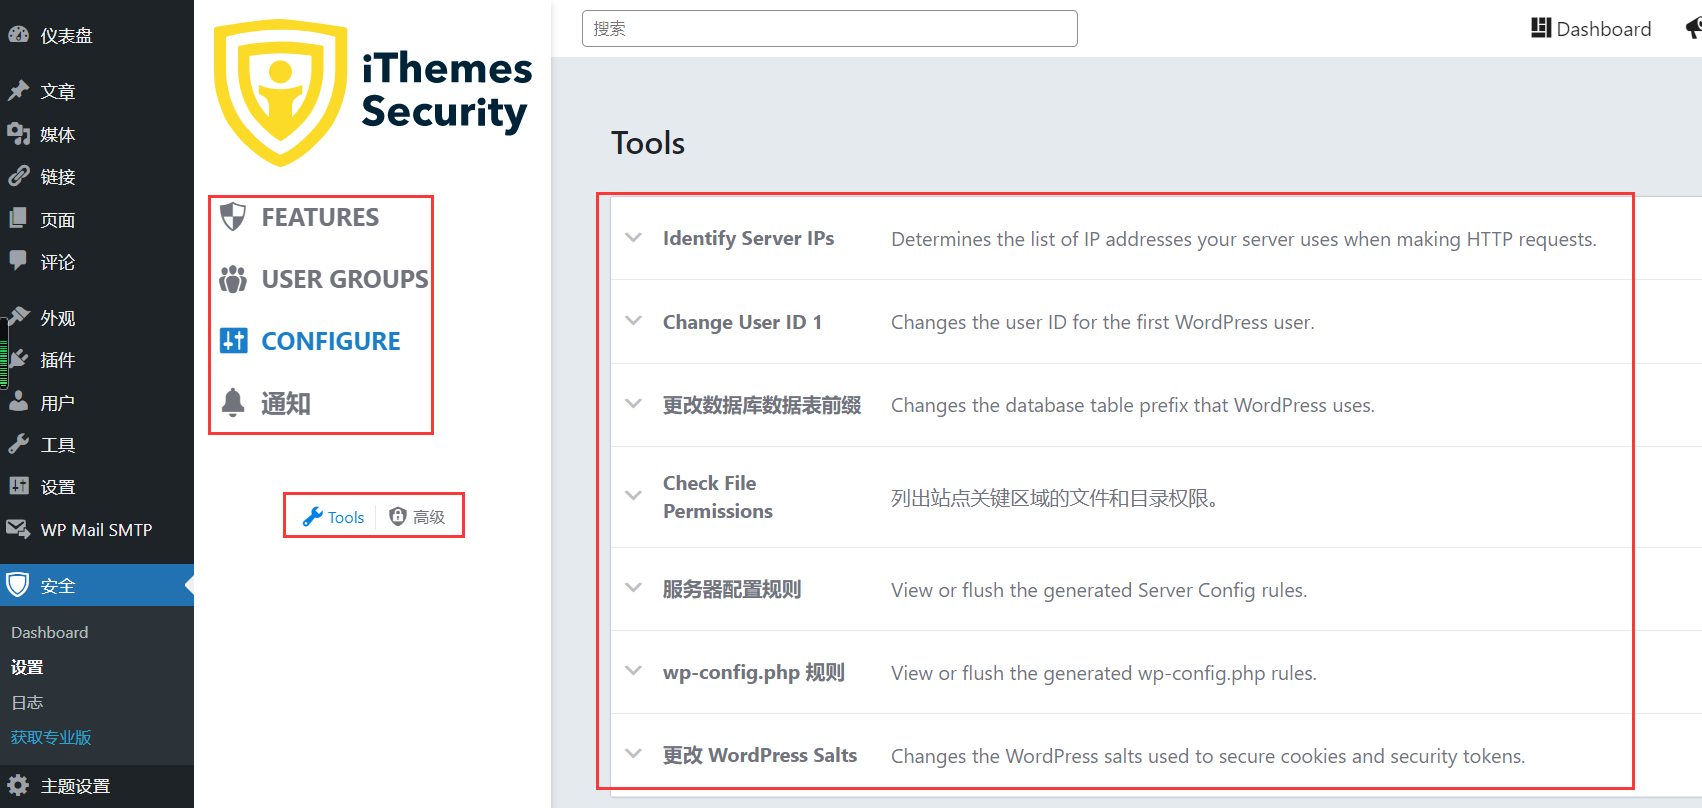 仪表盘
文章
媒体
链接
页面
评论
外观
插件
用户
工具
设置
WP Mail SMTP
安全
Dashboard
设置
日志
获取专业版
主题设置
iThemes
Security
FEATURES
USER GROUPS
CONFIGURE
通知
Tools
高级
搜索
Dashboard
Tools
Identify Server IPs
Determines the list of IP addresses your server uses when making HTTP requests.
Change User ID 1
Changes the user ID for the first WordPress user.
更改数据库数据表前缀
Changes the database table prefix that WordPress uses.
Check File
Permissions
列出站点关键区域的文件和目录权限。
服务器配置规则
View or flush the generated Server Config rules.
wp-config.php 规则
View or flush the generated wp-config.php rules.
更改 WordPress Salts
Changes the WordPress salts used to secure cookies and security tokens.